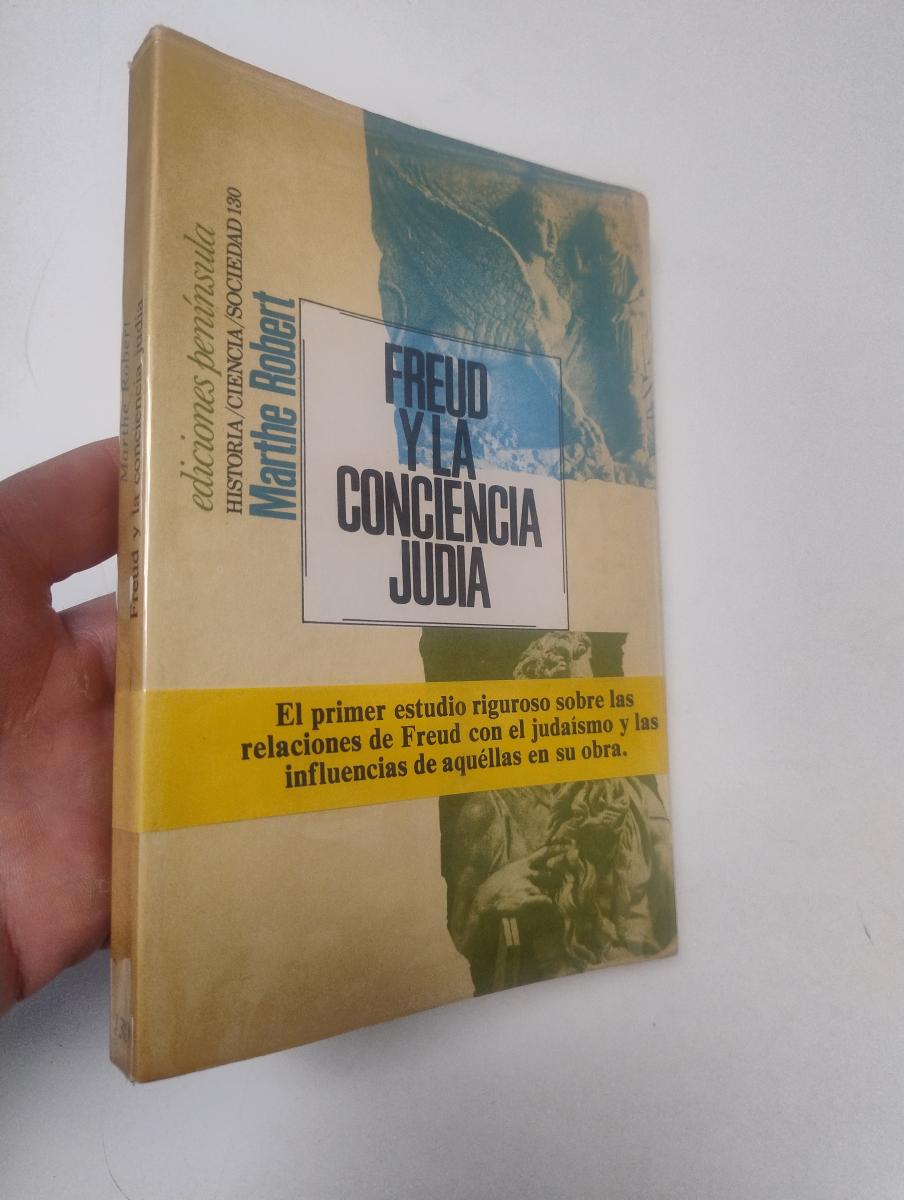 ediciones península
HISTORIA/CIENCIA/SOCIEDAD 130
Marthe Robert
FREUD
Y LA
CONCIENCIA
JUDIA
El primer estudio riguroso sobre las
relaciones de Freud con el judaísmo y las
influencias de aquéllas en su obra.
Marthe Robert
Freud y la conciencia judía
130